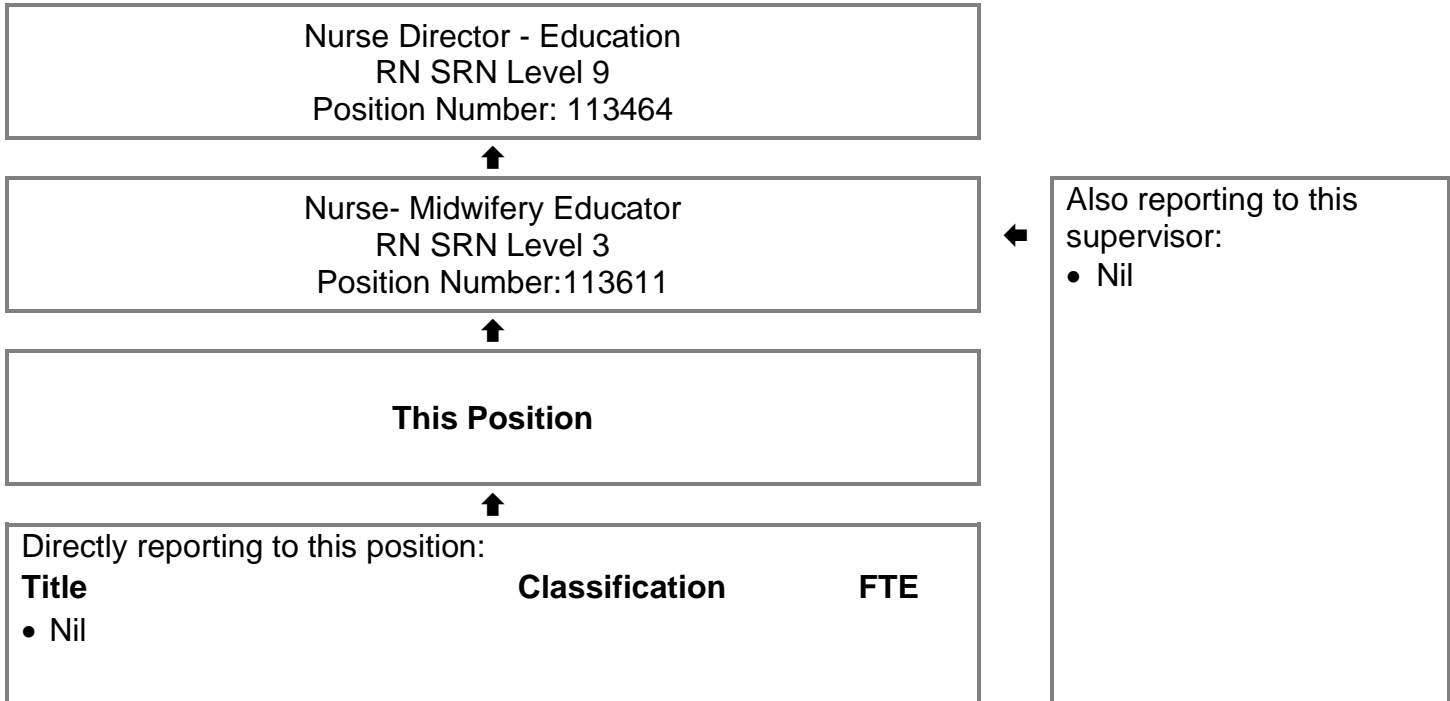 Nurse Director - Education
RN SRN Level 9
Position Number: 113464
Nurse- Midwifery Educator
RN SRN Level 3
Position Number:113611
Also reporting to this
supervisor:
• Nil
This Position
Directly reporting to this position:
Title Classification FTE
• Nil